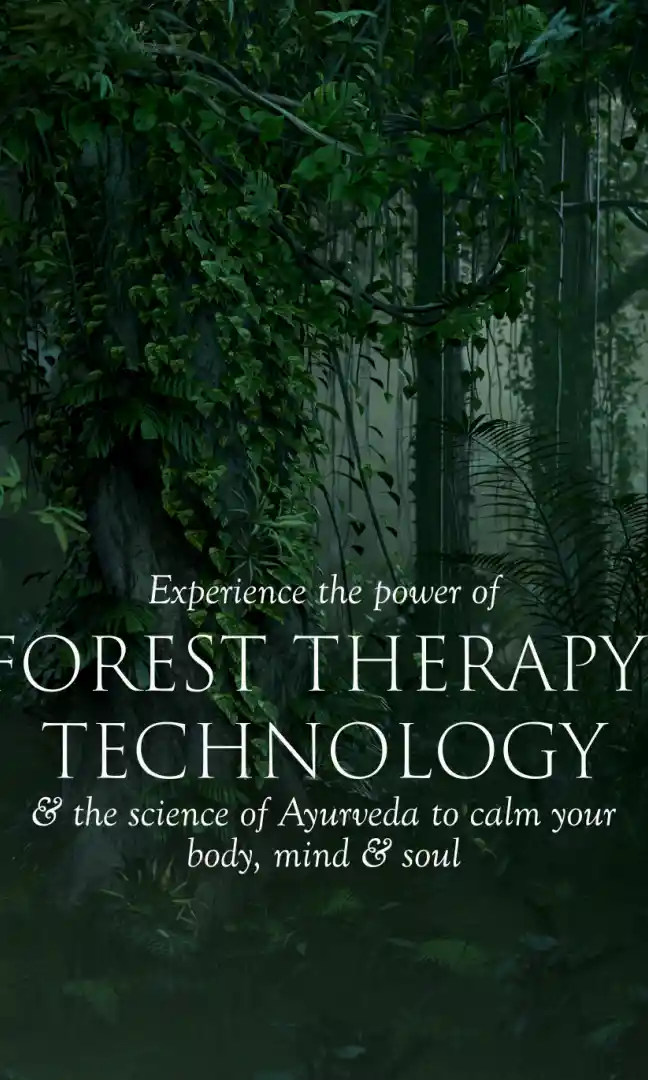 Experience the power of
FOREST THERAPY
TECHNOLOGY
& the science of Ayurveda to calm your
body, mind & soul